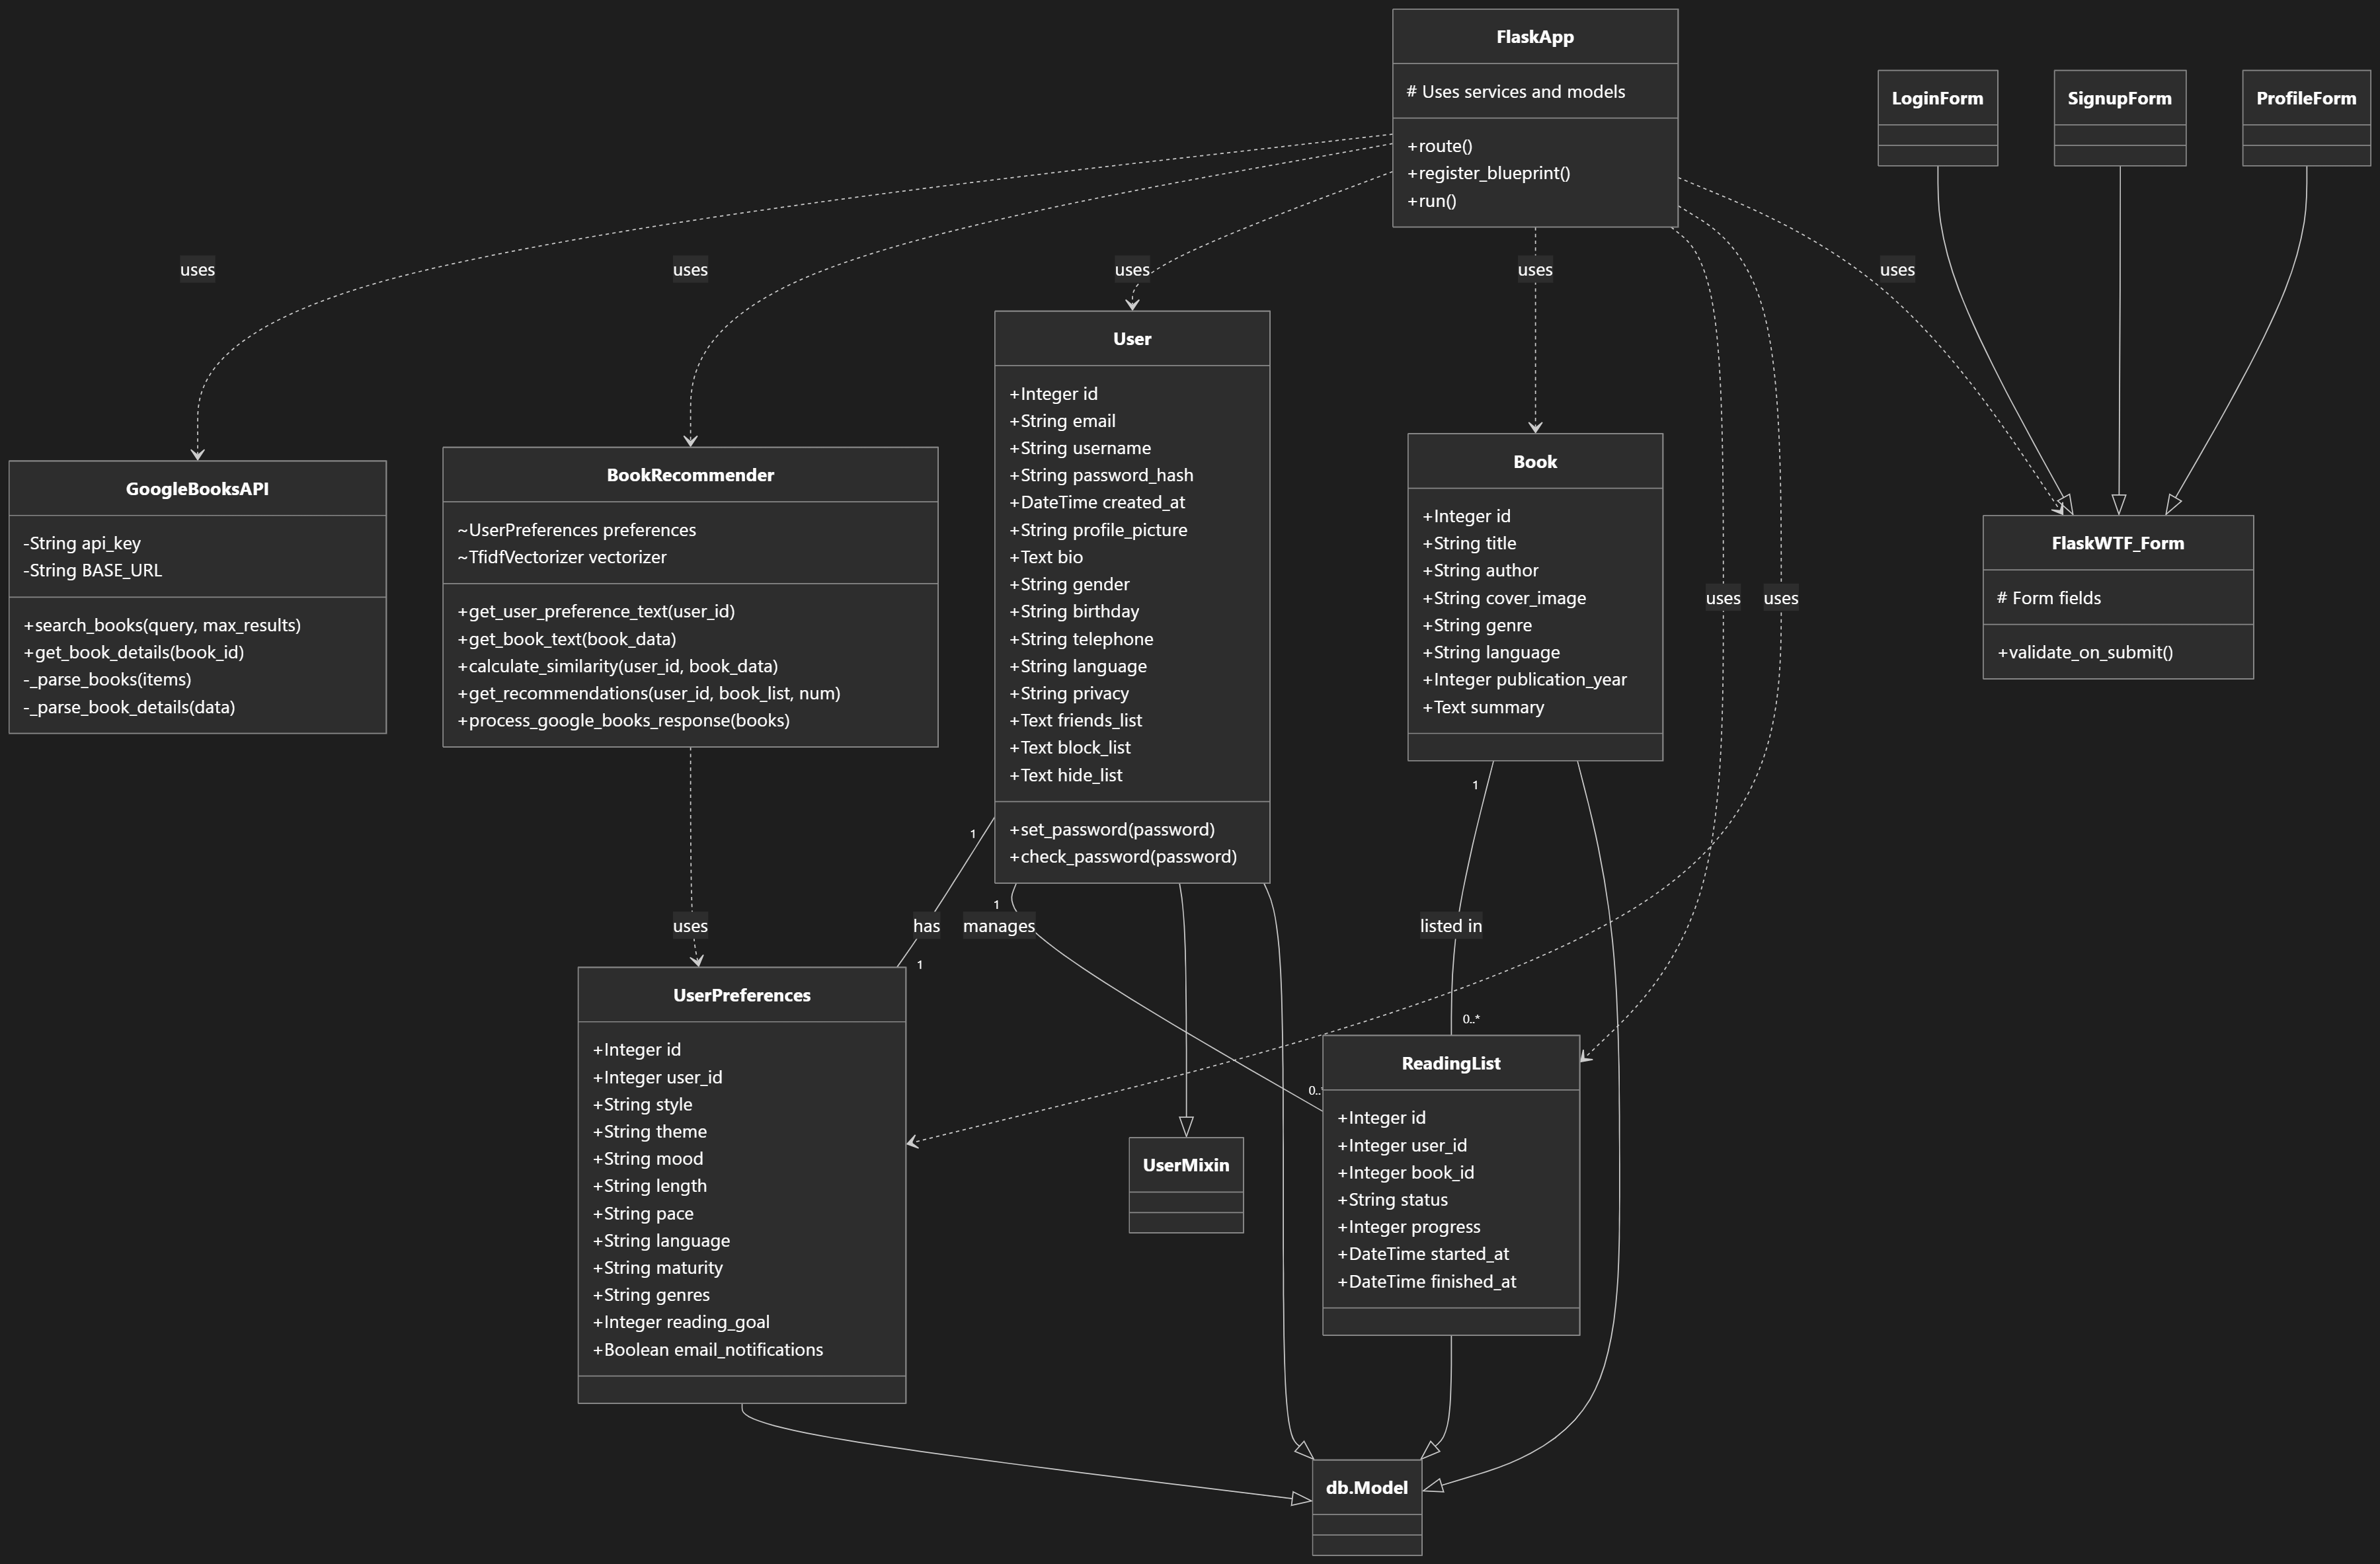 FlaskApp
# Uses services and models
+route()
+register_blueprint()
+run()
LoginForm
SignupForm
ProfileForm
uses
uses
uses
uses
uses
User
+Integer id
+String email
+String username
+String password_hash
+DateTime created_at
+String profile_picture
+Text bio
+String gender
+String birthday
+String telephone
+String language
+String privacy
+Text friends_list
+Text block_list
+Text hide_list
+set_password(password)
+check_password(password)
Book
+Integer id
+String title
+String author
+String cover_image
+String genre
+String language
+Integer publication_year
+Text summary
GoogleBooksAPI
-String api_key
-String BASE_URL
+search_books(query, max_results)
+get_book_details(book_id)
-_parse_books(items)
-_parse_book_details(data)
BookRecommender
~UserPreferences preferences
~TfidfVectorizer vectorizer
+get_user_preference_text(user_id)
+get_book_text(book_data)
+calculate_similarity(user_id, book_data)
+get_recommendations(user_id, book_list, num)
+process_google_books_response(books)
uses
uses
FlaskWTF_Form
# Form fields
+validate_on_submit()
1
1
1
uses
has
manages
listed in
1
0..*
0..
UserPreferences
+Integer id
+Integer user_id
+String style
+String theme
+String mood
+String length
+String pace
+String language
+String maturity
+String genres
+Integer reading_goal
+Boolean email_notifications
UserMixin
ReadingList
+Integer id
+Integer user_id
+Integer book_id
+String status
+Integer progress
+DateTime started_at
+DateTime finished_at
db.Model